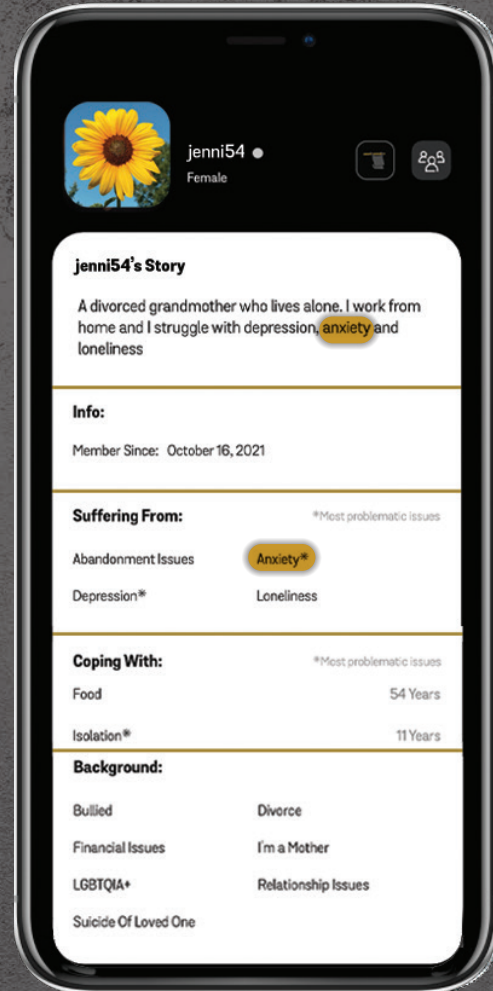 jenni54
Female
jenni54's Story
A divorced grandmother who lives alone. I work from
home and I struggle with depression, anxiety and
loneliness
Info:
Member Since: October 16, 2021
Suffering From: *Most problematic issues
Abandonment Issues Anxiety*
Depression* Loneliness
Coping With: *Most problematic issues
Food 54 Years
Isolation* 11 Years
Background:
Bullied Divorce
Financial Issues I'm a Mother
LGBTQIA+ Relationship Issues
Suicide Of Loved One